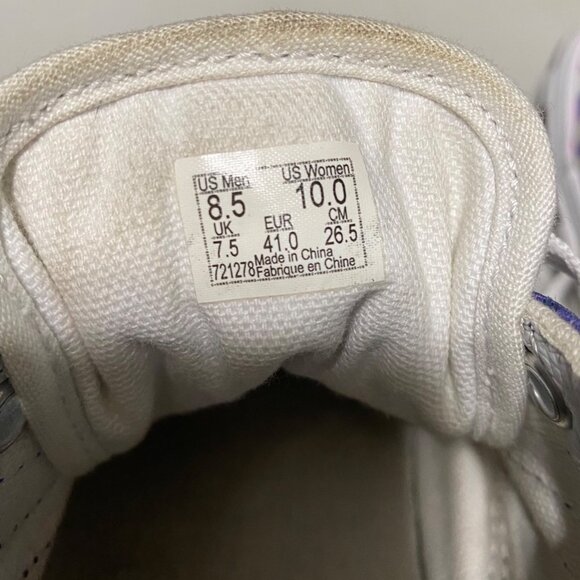 US Men US Women
8.5 10.0
UK EUR CM
7.5 41.0 26.5
721278 Made in China
Fabrique en Chine